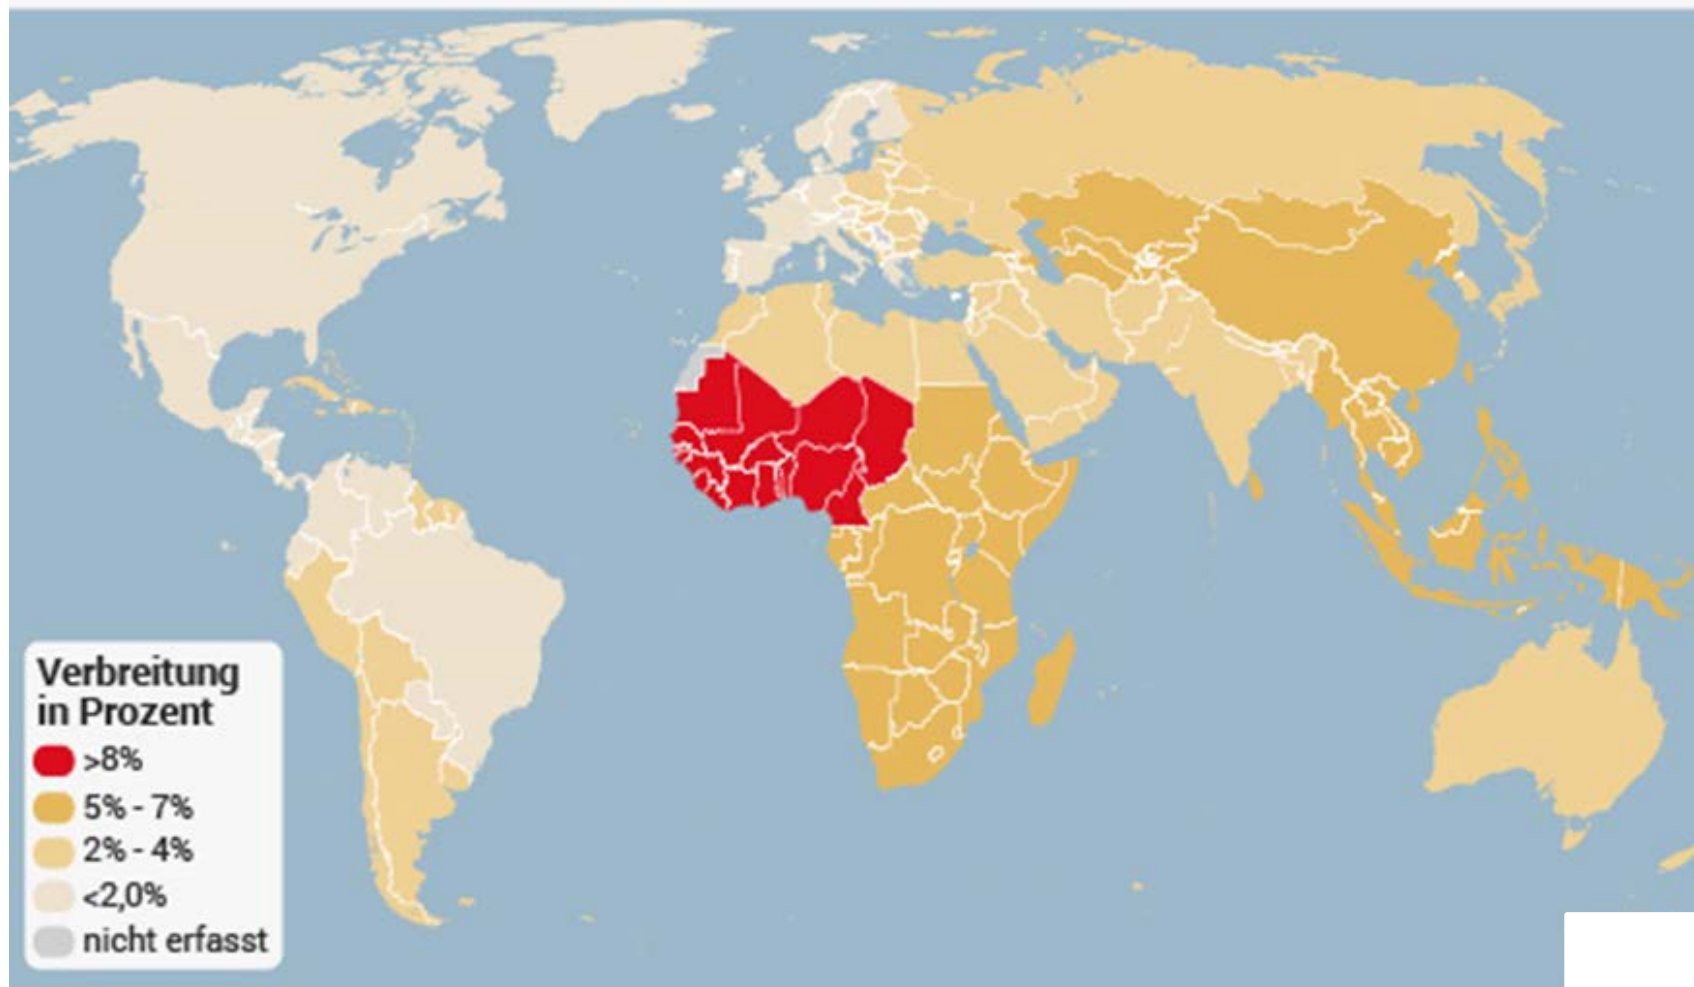 Verbreitung
in Prozent
>8%
5% - 7%
2% - 4%
<2,0%
nicht erfasst